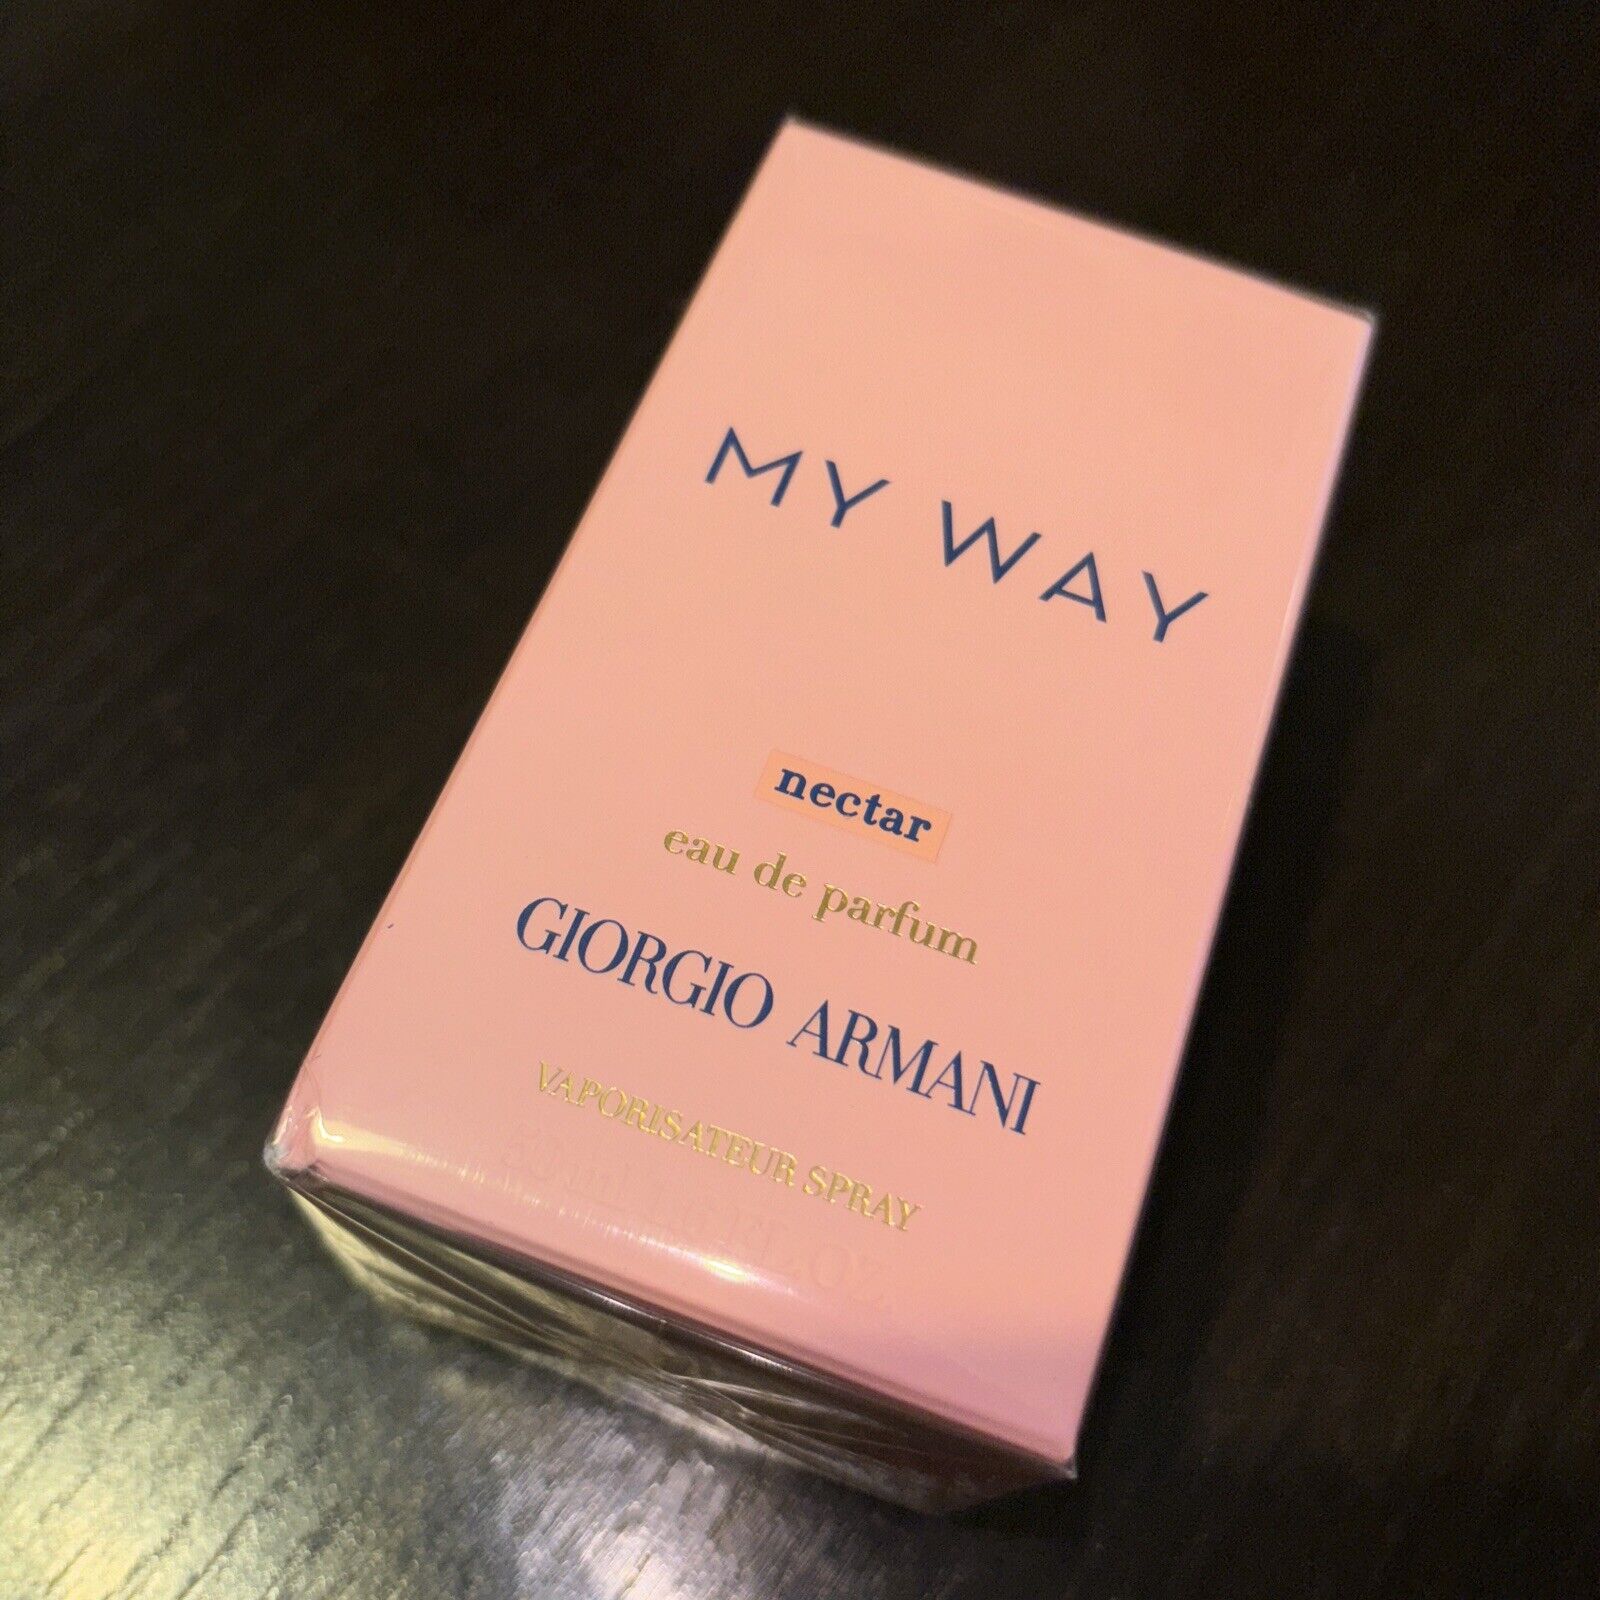 MY WAY
nectar
eau de parfum
GIORGIO ARMANI
VAPORISATEUR SPRAY